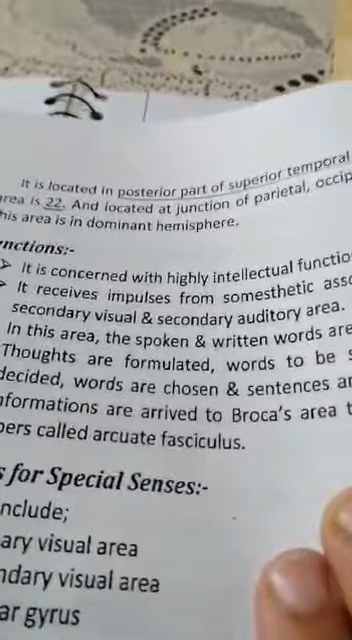 It is located in posterior part of superior temporal
area is 22. And located at junction of parietal,
his area is in dominant hemisphere.
nctions:-
➢ It is concerned with highly intellectual functio
➢ It receives impulses from somesthetic asso
secondary visual & secondary auditory area.
In this area, the spoken & written words are
Thoughts are formulated, words to be s
decided, words are chosen & sentences ar
nformations are arrived to Broca's area t
bers called arcuate fasciculus.
s for Special Senses:-
nclude;
ary visual area
ndary visual area
ar gyrus